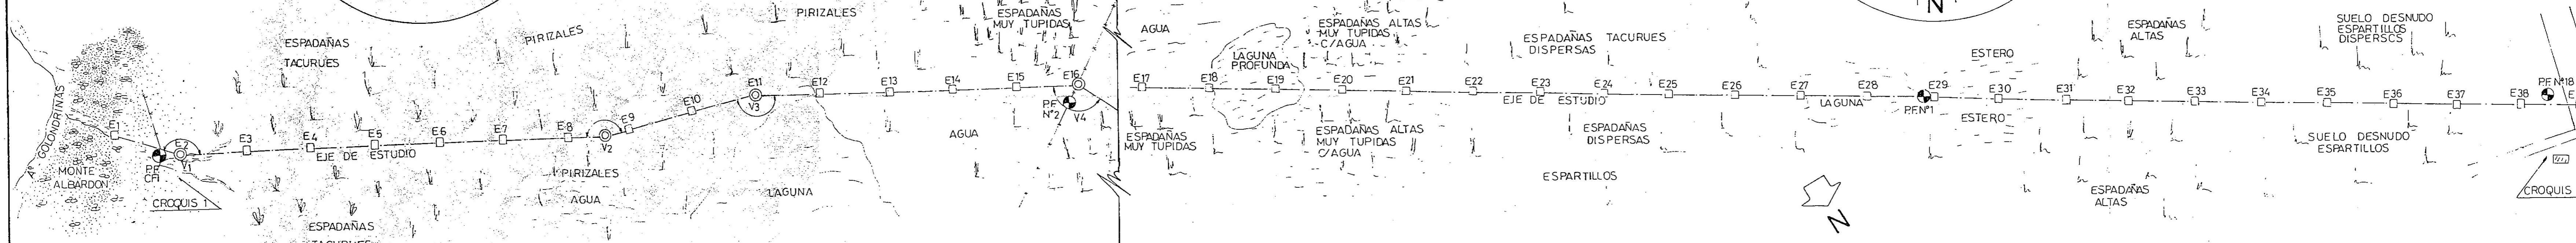 Aº GOLONDRINAS
MONTE
ALBARDON
E1
P.F.
CF1
E2
V1
CROQUIS 1
ESPADAÑAS
TACURUES
E3
E4
E5
E6
E7
E8
EJE DE ESTUDIO
ESPADAÑAS
PIRIZALES
PIRIZALES
AGUA
V2
E9
E10
E11
V3
PIRIZALES
LAGUNA
E12
E13
E14
E15
E16
ESPADAÑAS
MUY TUPIDAS
P.F.
Nº2
V4
AGUA
AGUA
E17
ESPADAÑAS
MUY TUPIDAS
E18
LAGUNA
PROFUNDA
E19
ESPADAÑAS ALTAS
MUY TUPIDAS
C/AGUA
E20
ESPADAÑAS ALTAS
MUY TUPIDAS
C/AGUA
E21
E22
ESPADAÑAS TACURUES
DISPERSAS
E23
E24
EJE DE ESTUDIO
ESPADAÑAS
DISPERSAS
ESPARTILLOS
E25
E26
E27
LAGUNA
E28
N
N
E29
P.F.Nº1
ESTERO
E30
ESTERO
E31
ESPADAÑAS
ALTAS
E32
ESPADAÑAS
ALTAS
E33
E34
E35
SUELO DESNUDO
ESPARTILLOS
DISPERSCS
E36
SUELO DESNUDO
ESPARTILLOS
E37
E38
P.F. Nº18
CROQUIS